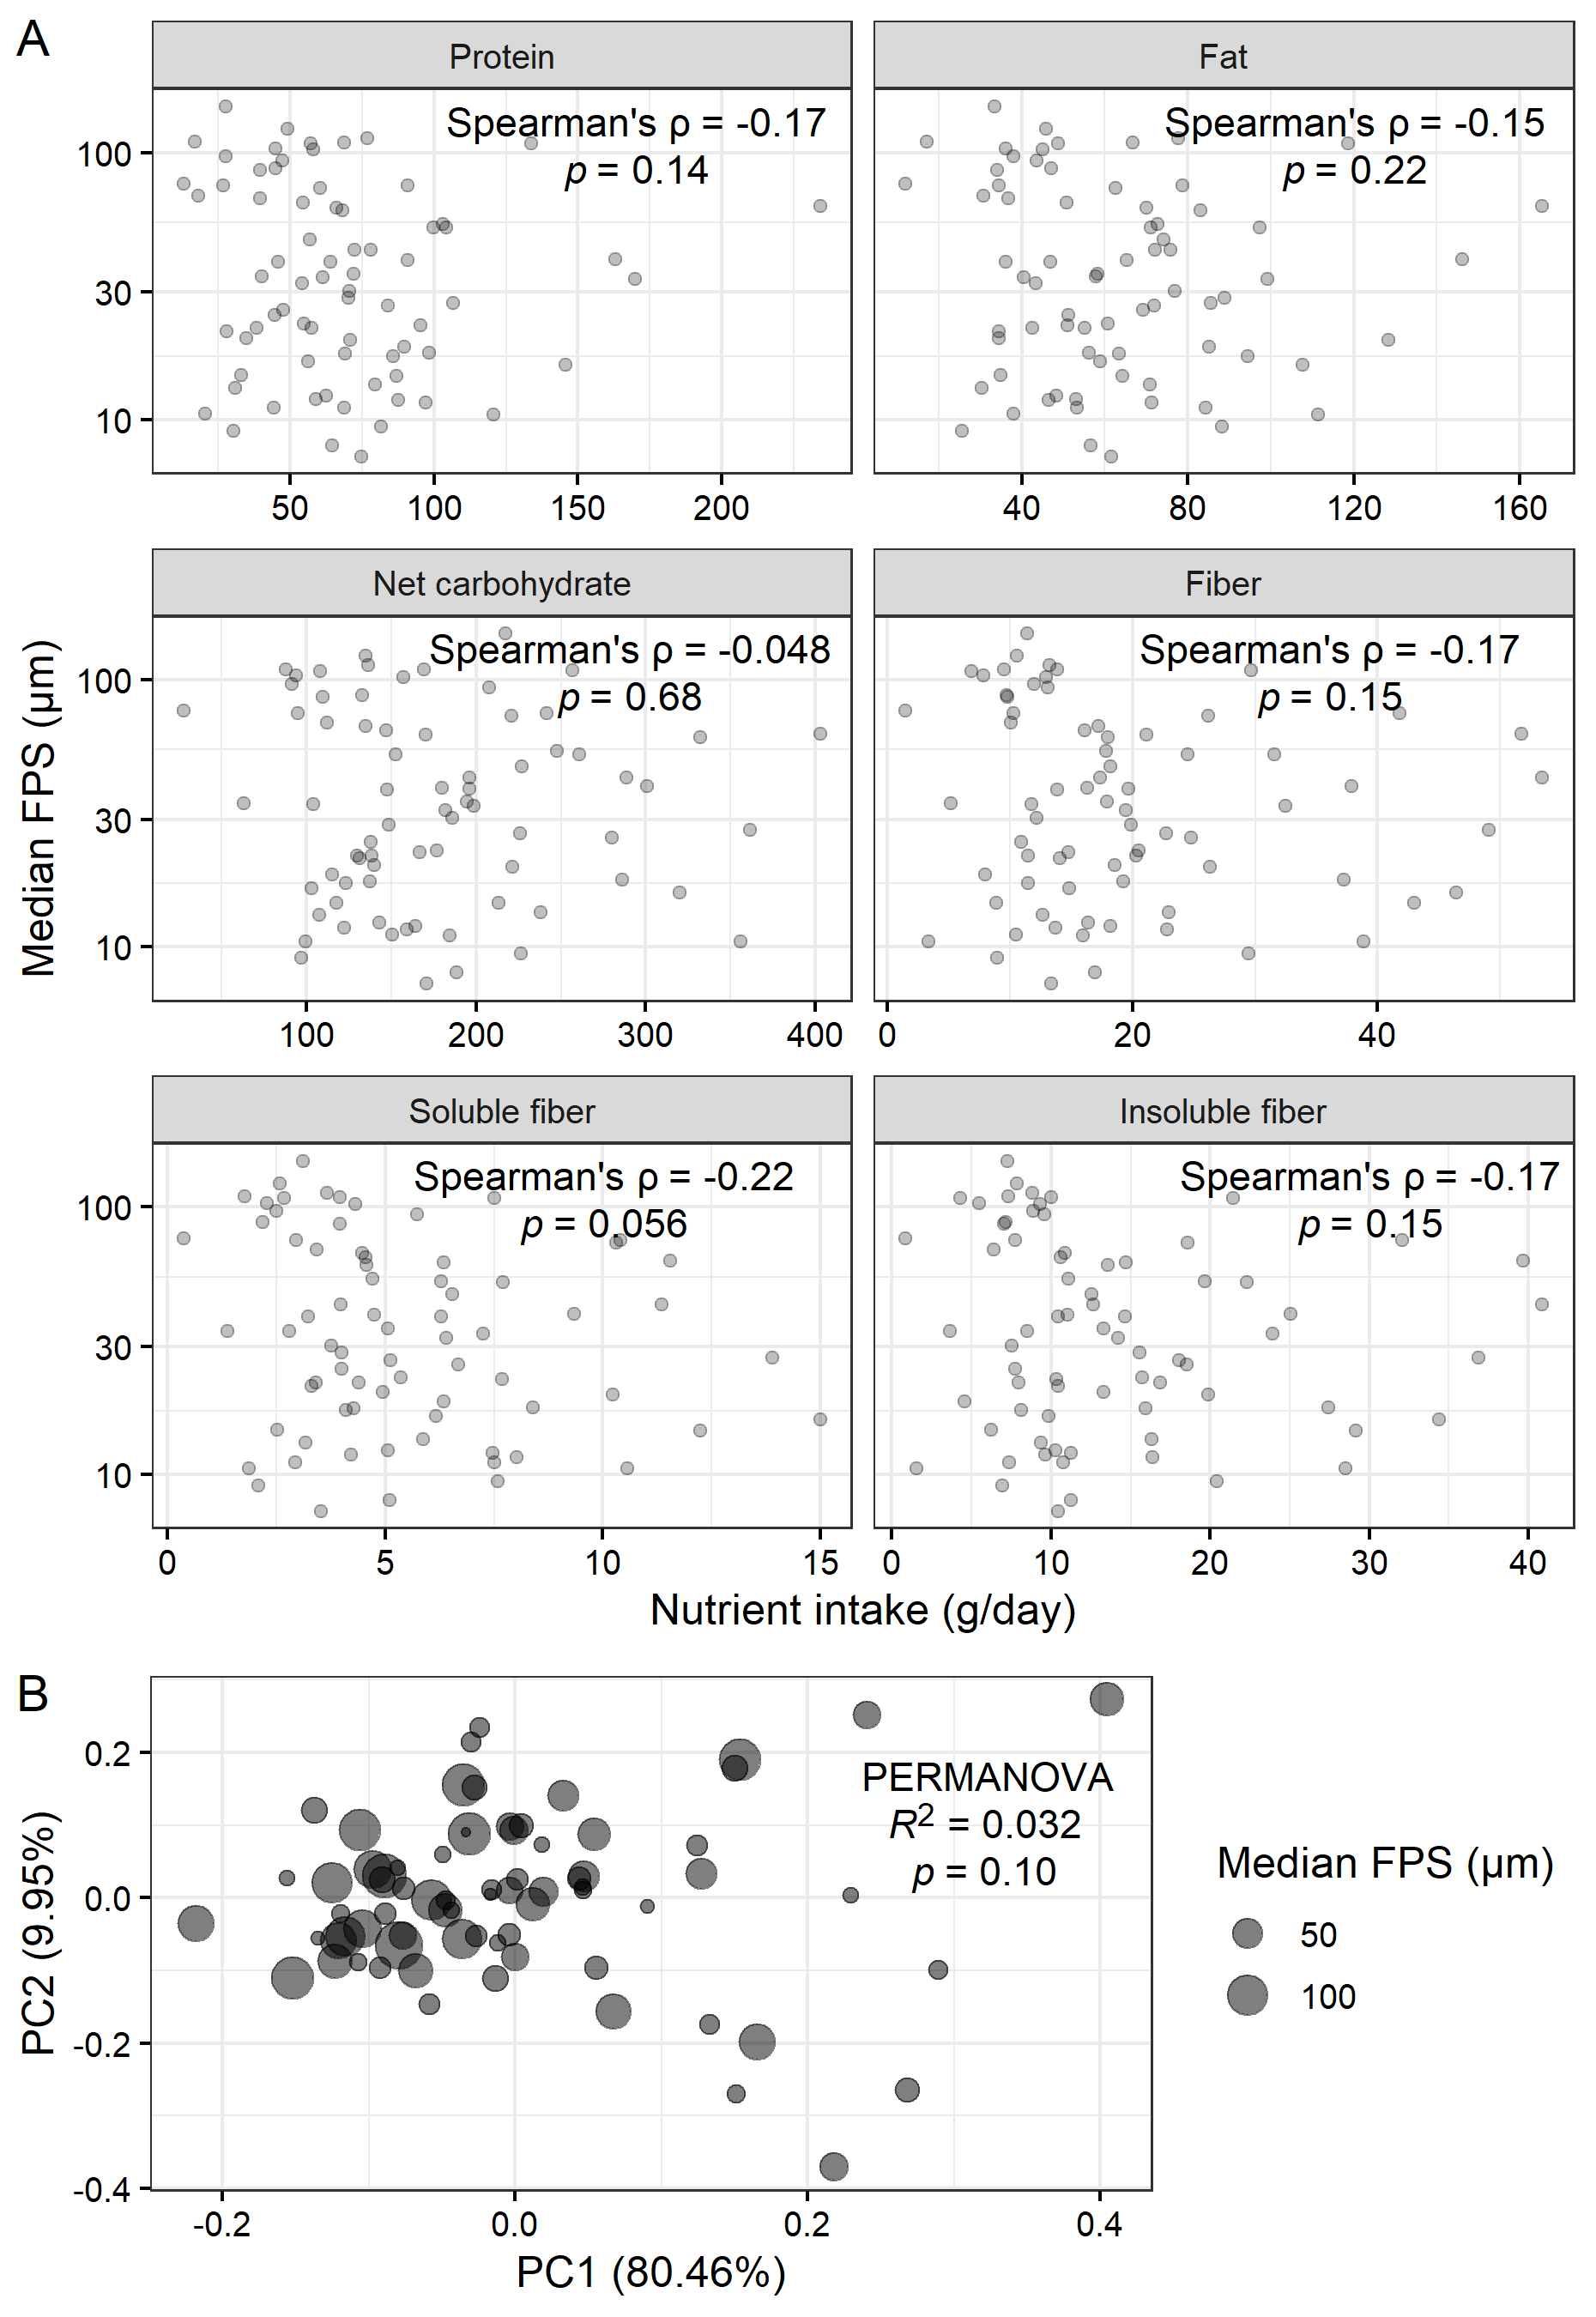 A
Protein
Fat
Spearman's ρ = -0.17
p = 0.14
Spearman's ρ = -0.15
p = 0.22
100
30
10
50 100 150 200
40 80 120 160
Net carbohydrate
Fiber
Spearman's ρ = -0.048
p = 0.68
Spearman's ρ = -0.17
p = 0.15
100
30
10
100 200 300 400
0 20 40
Median FPS (μm)
Soluble fiber
Insoluble fiber
Spearman's ρ = -0.22
p = 0.056
Spearman's ρ = -0.17
p = 0.15
100
30
10
0 5 10 15
0 10 20 30 40
Nutrient intake (g/day)
B
PERMANOVA
R² = 0.032
p = 0.10
0.2
0.0
-0.2
-0.4
PC2 (9.95%)
-0.2 0.0 0.2 0.4
PC1 (80.46%)
Median FPS (μm)
50
100